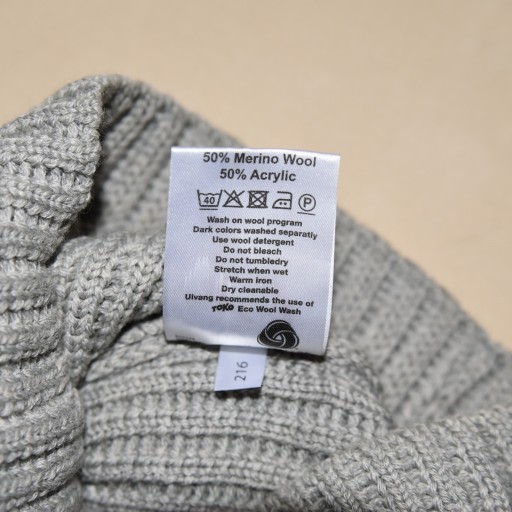 50% Merino Wool
50% Acrylic
40 P
Wash on wool program
Dark colors washed separatly
Use wool detergent
Do not bleach
Do not tumbledry
Stretch when wet
Warm iron
Dry cleanable
Ulvang recommends the use of
TOKO Eco Wool Wash
216